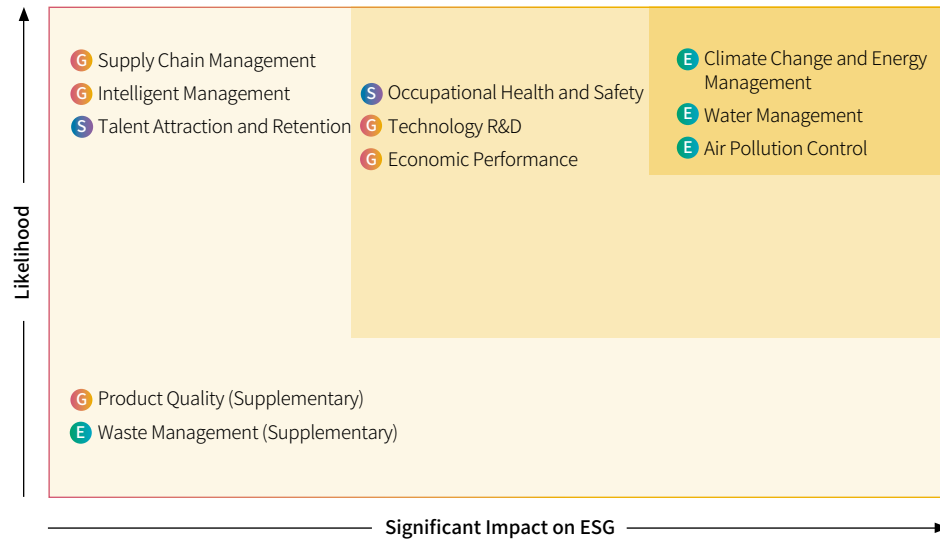 Likelihood
G Supply Chain Management
G Intelligent Management
S Talent Attraction and Retention
S Occupational Health and Safety
G Technology R&D
G Economic Performance
E Climate Change and Energy
Management
E Water Management
E Air Pollution Control
G Product Quality (Supplementary)
E Waste Management (Supplementary)
Significant Impact on ESG